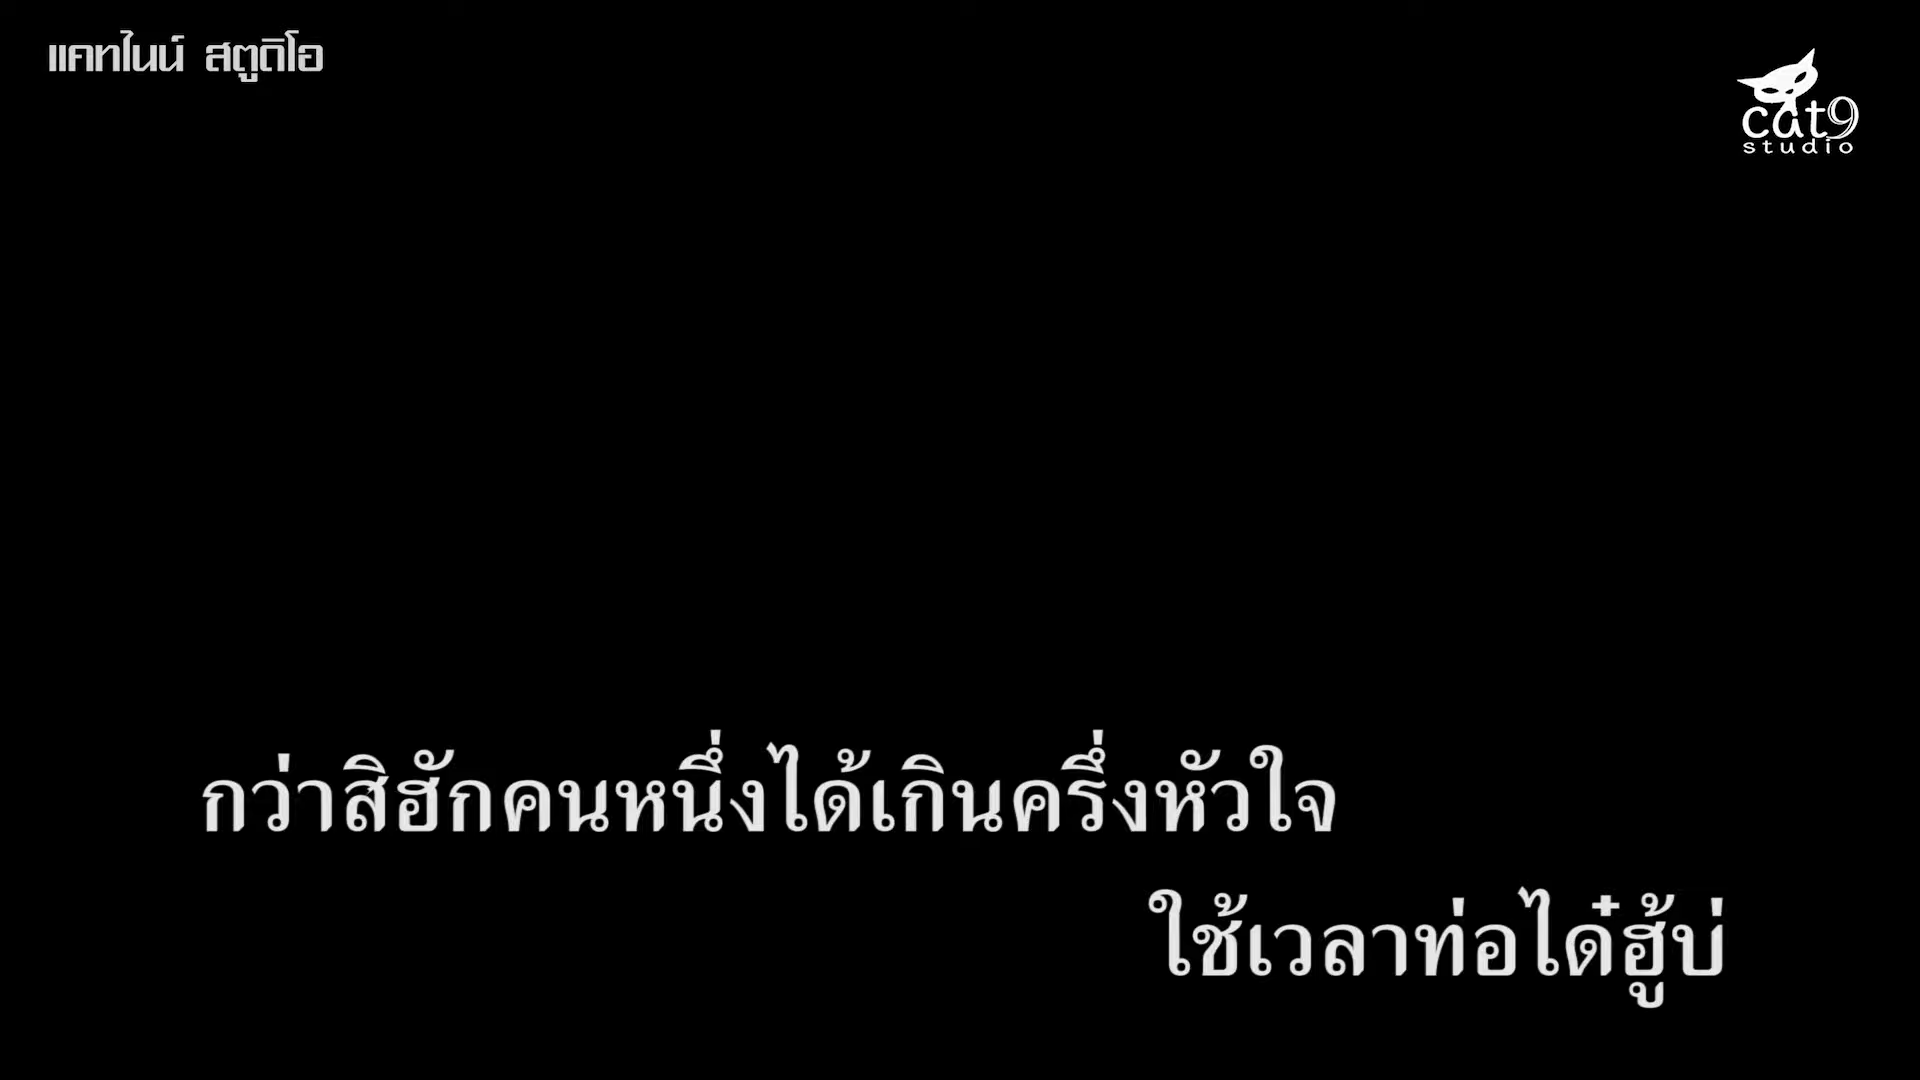 แคทไนน์ สตูดิโอ
cat9
studio
กว่าสิฮักคนหนึ่งได้เกินครึ่งหัวใจ
ใช้เวลาท่อได๋ฮู้บ่